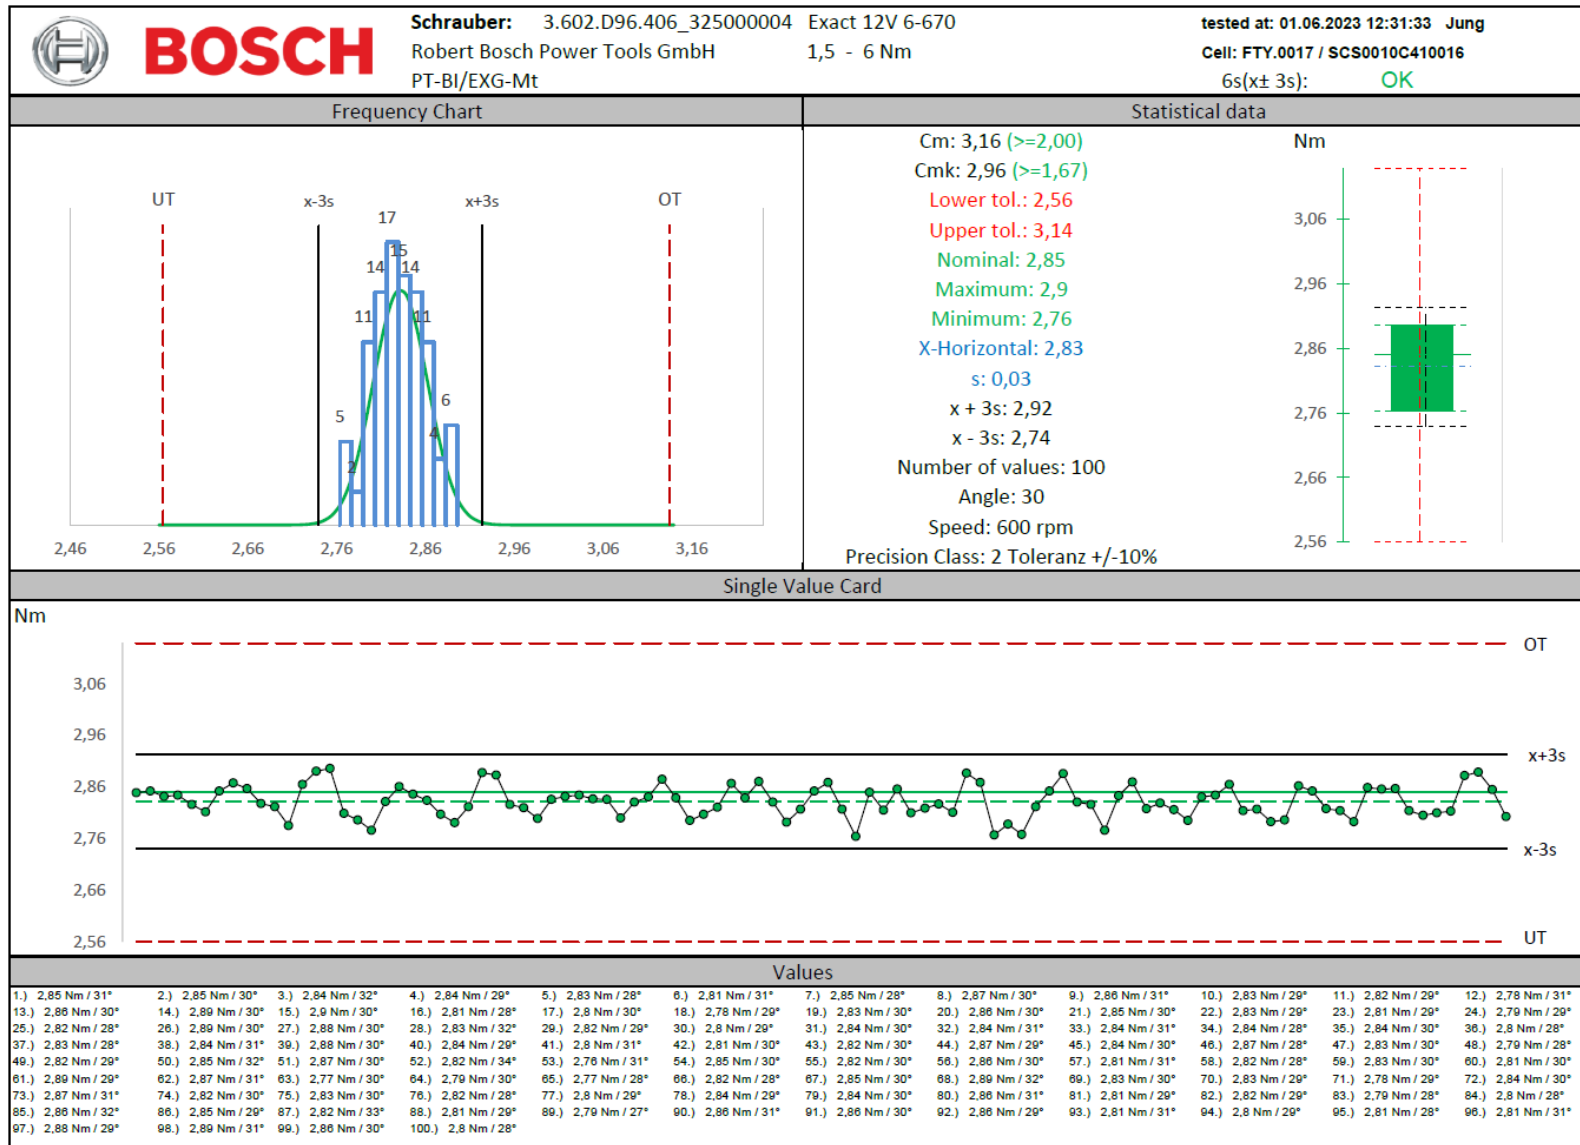 BOSCH
Schrauber: 3.602.D96.406_325000004 Exact 12V 6-670
Robert Bosch Power Tools GmbH 1,5 - 6 Nm
PT-BI/EXG-Mt
tested at: 01.06.2023 12:31:33 Jung
Cell: FTY.0017 / SCS0010C410016
6s(x± 3s): OK
Frequency Chart
UT x-3s x+3s OT
17
15
14 14
11 11
6
5
4
2
2,46 2,56 2,66 2,76 2,86 2,96 3,06 3,16
Statistical data
Cm: 3,16 (>=2,00)
Cmk: 2,96 (>=1,67)
Lower tol.: 2,56
Upper tol.: 3,14
Nominal: 2,85
Maximum: 2,9
Minimum: 2,76
X-Horizontal: 2,83
s: 0,03
x + 3s: 2,92
x - 3s: 2,74
Number of values: 100
Angle: 30
Speed: 600 rpm
Precision Class: 2 Toleranz +/-10%
Nm
3,06
2,96
2,86
2,76
2,66
2,56
Single Value Card
Nm
OT
3,06
2,96
x+3s
2,86
2,76
x-3s
2,66
2,56
UT
Values
1.) 2,85 Nm / 31° 2.) 2,85 Nm / 30° 3.) 2,84 Nm / 32° 4.) 2,84 Nm / 29° 5.) 2,83 Nm / 28° 6.) 2,81 Nm / 31° 7.) 2,85 Nm / 28° 8.) 2,87 Nm / 30° 9.) 2,86 Nm / 31° 10.) 2,83 Nm / 29° 11.) 2,82 Nm / 29° 12.) 2,78 Nm / 31°
13.) 2,86 Nm / 30° 14.) 2,89 Nm / 30° 15.) 2,9 Nm / 30° 16.) 2,81 Nm / 28° 17.) 2,8 Nm / 30° 18.) 2,78 Nm / 29° 19.) 2,83 Nm / 30° 20.) 2,86 Nm / 30° 21.) 2,85 Nm / 30° 22.) 2,83 Nm / 29° 23.) 2,81 Nm / 29° 24.) 2,79 Nm / 29°
25.) 2,82 Nm / 28° 26.) 2,89 Nm / 30° 27.) 2,88 Nm / 30° 28.) 2,83 Nm / 32° 29.) 2,82 Nm / 29° 30.) 2,8 Nm / 29° 31.) 2,84 Nm / 30° 32.) 2,84 Nm / 31° 33.) 2,84 Nm / 31° 34.) 2,84 Nm / 28° 35.) 2,84 Nm / 30° 36.) 2,8 Nm / 28°
37.) 2,83 Nm / 28° 38.) 2,84 Nm / 31° 39.) 2,88 Nm / 30° 40.) 2,84 Nm / 29° 41.) 2,8 Nm / 31° 42.) 2,81 Nm / 30° 43.) 2,82 Nm / 30° 44.) 2,87 Nm / 29° 45.) 2,84 Nm / 30° 46.) 2,87 Nm / 28° 47.) 2,83 Nm / 30° 48.) 2,79 Nm / 28°
49.) 2,82 Nm / 29° 50.) 2,85 Nm / 32° 51.) 2,87 Nm / 30° 52.) 2,82 Nm / 34° 53.) 2,76 Nm / 31° 54.) 2,85 Nm / 30° 55.) 2,82 Nm / 30° 56.) 2,86 Nm / 30° 57.) 2,81 Nm / 31° 58.) 2,82 Nm / 28° 59.) 2,83 Nm / 30° 60.) 2,81 Nm / 30°
61.) 2,89 Nm / 29° 62.) 2,87 Nm / 31° 63.) 2,77 Nm / 30° 64.) 2,79 Nm / 30° 65.) 2,77 Nm / 28° 66.) 2,82 Nm / 28° 67.) 2,85 Nm / 30° 68.) 2,89 Nm / 32° 69.) 2,83 Nm / 30° 70.) 2,83 Nm / 29° 71.) 2,78 Nm / 29° 72.) 2,84 Nm / 30°
73.) 2,87 Nm / 31° 74.) 2,82 Nm / 30° 75.) 2,83 Nm / 30° 76.) 2,82 Nm / 28° 77.) 2,8 Nm / 29° 78.) 2,84 Nm / 29° 79.) 2,84 Nm / 30° 80.) 2,86 Nm / 31° 81.) 2,81 Nm / 29° 82.) 2,82 Nm / 29° 83.) 2,79 Nm / 28° 84.) 2,8 Nm / 28°
85.) 2,86 Nm / 32° 86.) 2,85 Nm / 29° 87.) 2,82 Nm / 33° 88.) 2,81 Nm / 29° 89.) 2,79 Nm / 27° 90.) 2,86 Nm / 31° 91.) 2,86 Nm / 30° 92.) 2,86 Nm / 29° 93.) 2,81 Nm / 31° 94.) 2,8 Nm / 29° 95.) 2,81 Nm / 28° 96.) 2,81 Nm / 31°
97.) 2,88 Nm / 29° 98.) 2,89 Nm / 31° 99.) 2,86 Nm / 30° 100.) 2,8 Nm / 28°